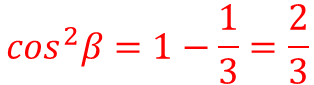 cos²β = 1 − 1/3 = 2/3